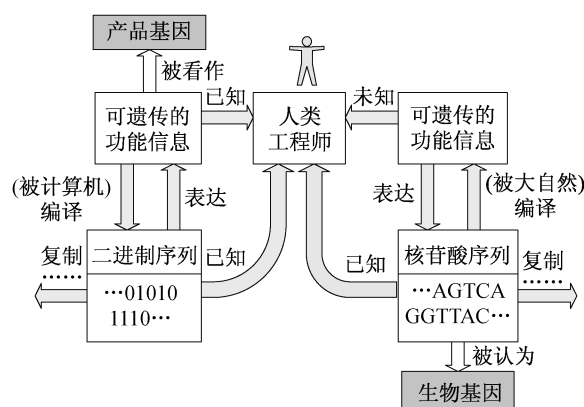 产品基因
被看作
可遗传的
功能信息
已知
人类
工程师
未知
可遗传的
功能信息
(被计算机)
编译
表达
表达
(被大自然)
编译
复制
……
二进制序列
…01010
1110…
已知
已知
核苷酸序列
…AGTCA
GGTTAC…
复制
……
被认为
生物基因